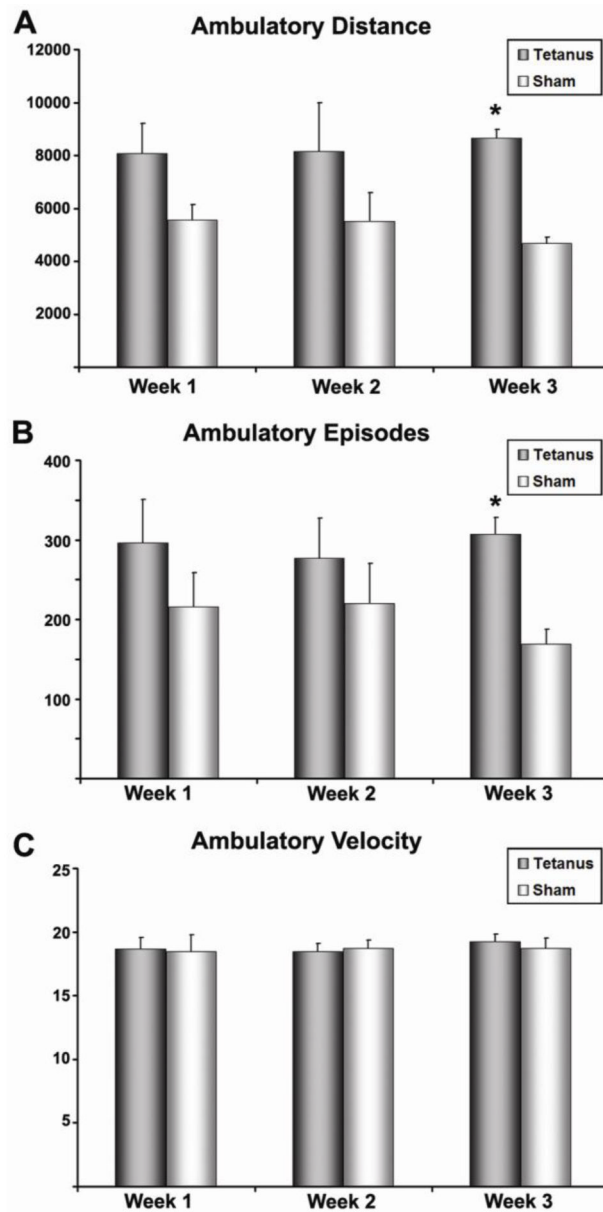 A
Ambulatory Distance
12000
10000
8000
6000
4000
2000
Tetanus
Sham
*
Week 1
Week 2
Week 3
B
Ambulatory Episodes
400
300
200
100
Tetanus
Sham
*
Week 1
Week 2
Week 3
C
Ambulatory Velocity
25
20
15
10
5
Tetanus
Sham
Week 1
Week 2
Week 3